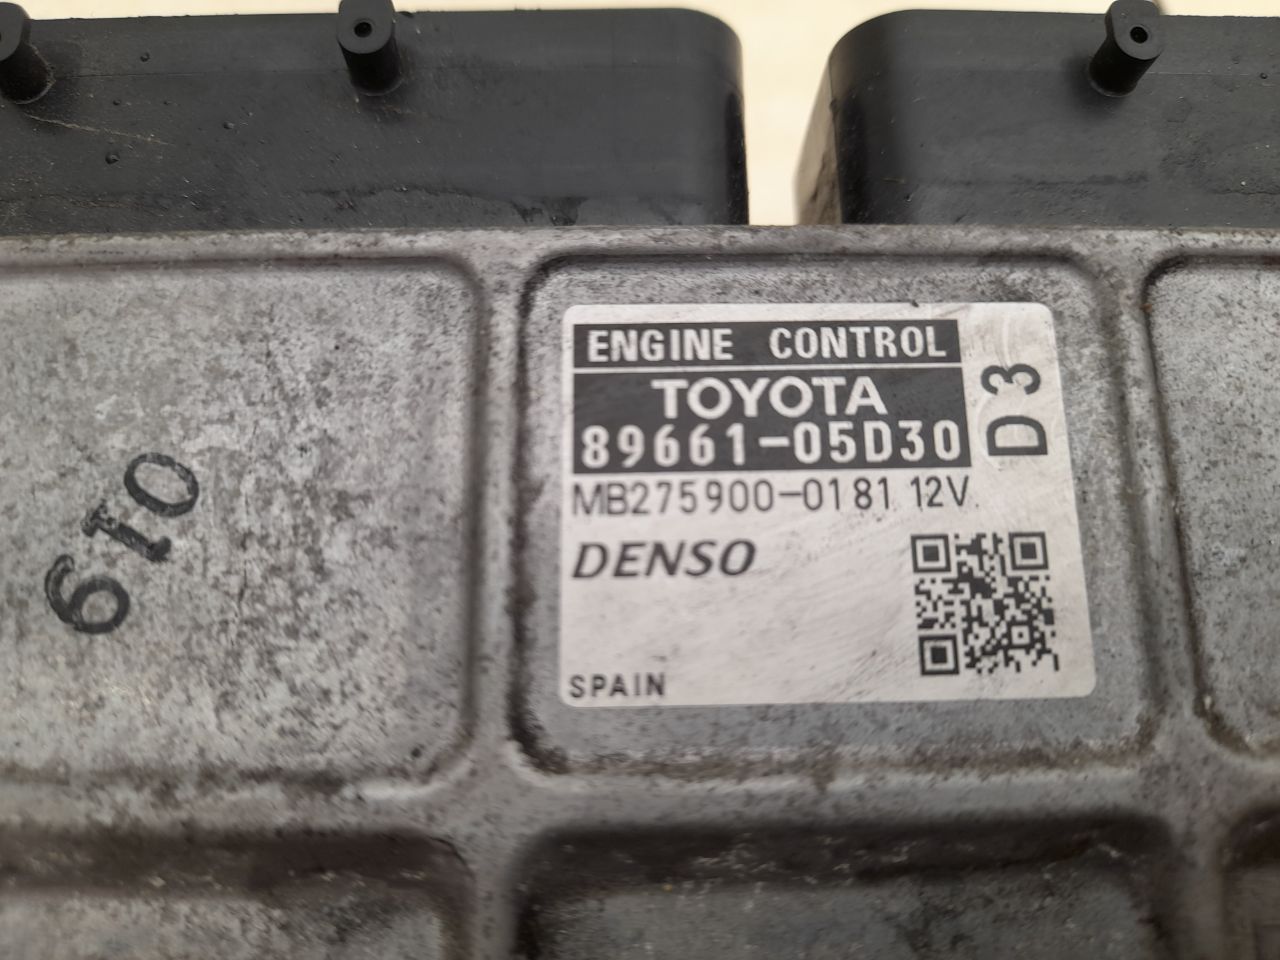 ENGINE CONTROL
TOYOTA
89661-05D30
D3
MB275900-0181 12V
DENSO
SPAIN
019